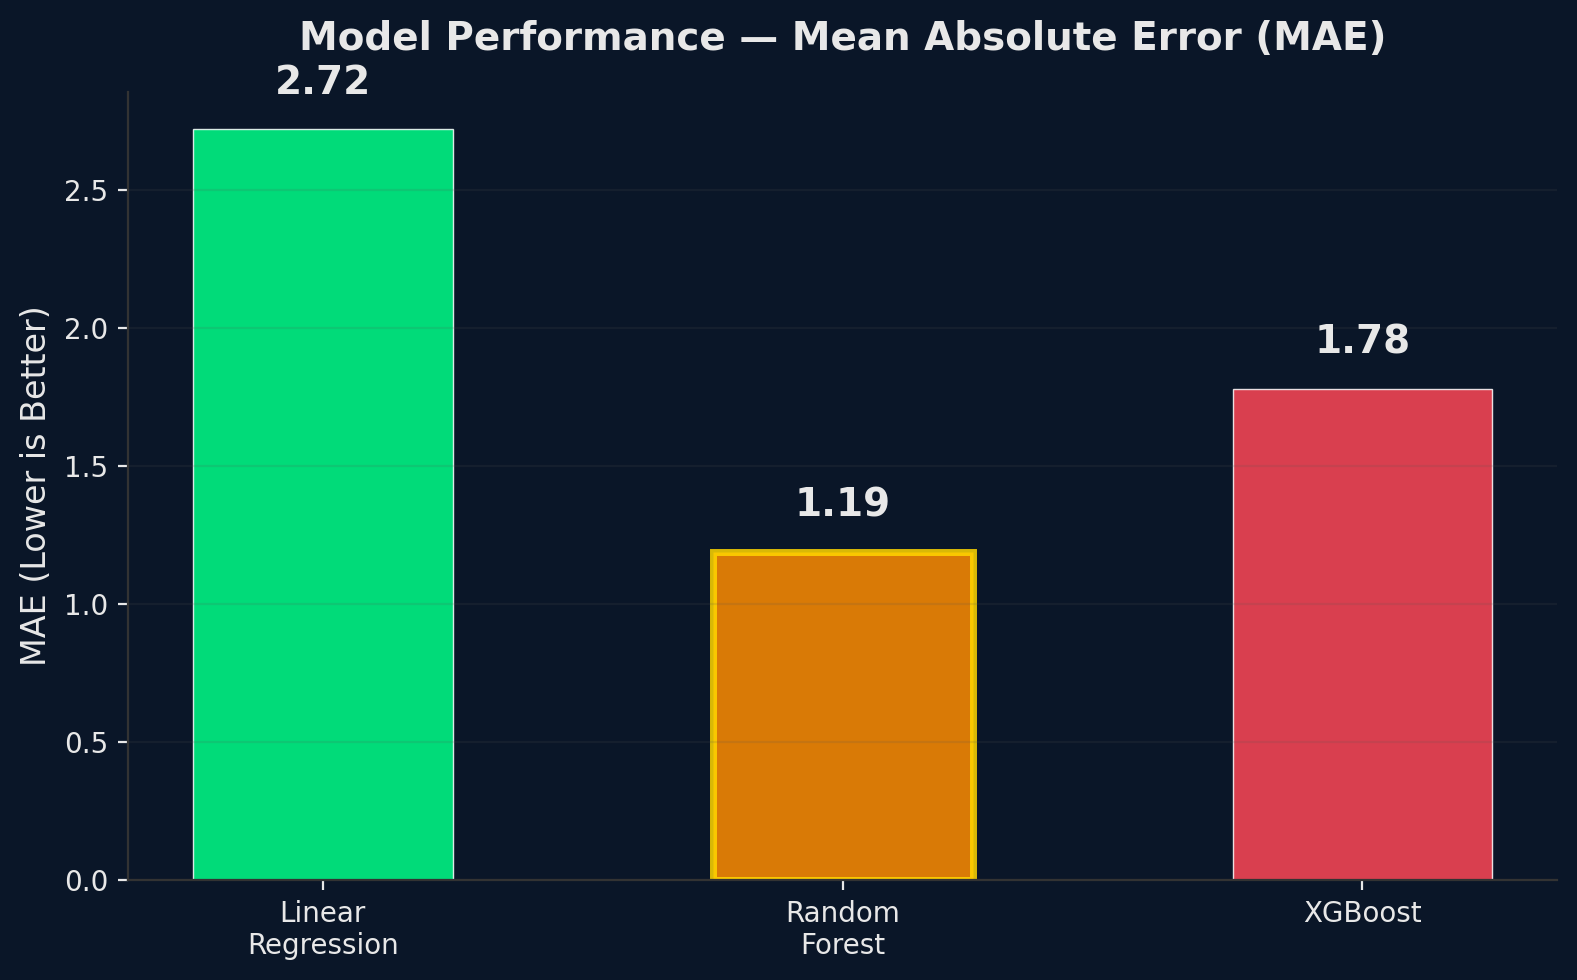 Model Performance — Mean Absolute Error (MAE)
2.72
2.5
2.0
1.5
1.0
0.5
0.0
MAE (Lower is Better)
1.19
1.78
Linear
Regression
Random
Forest
XGBoost